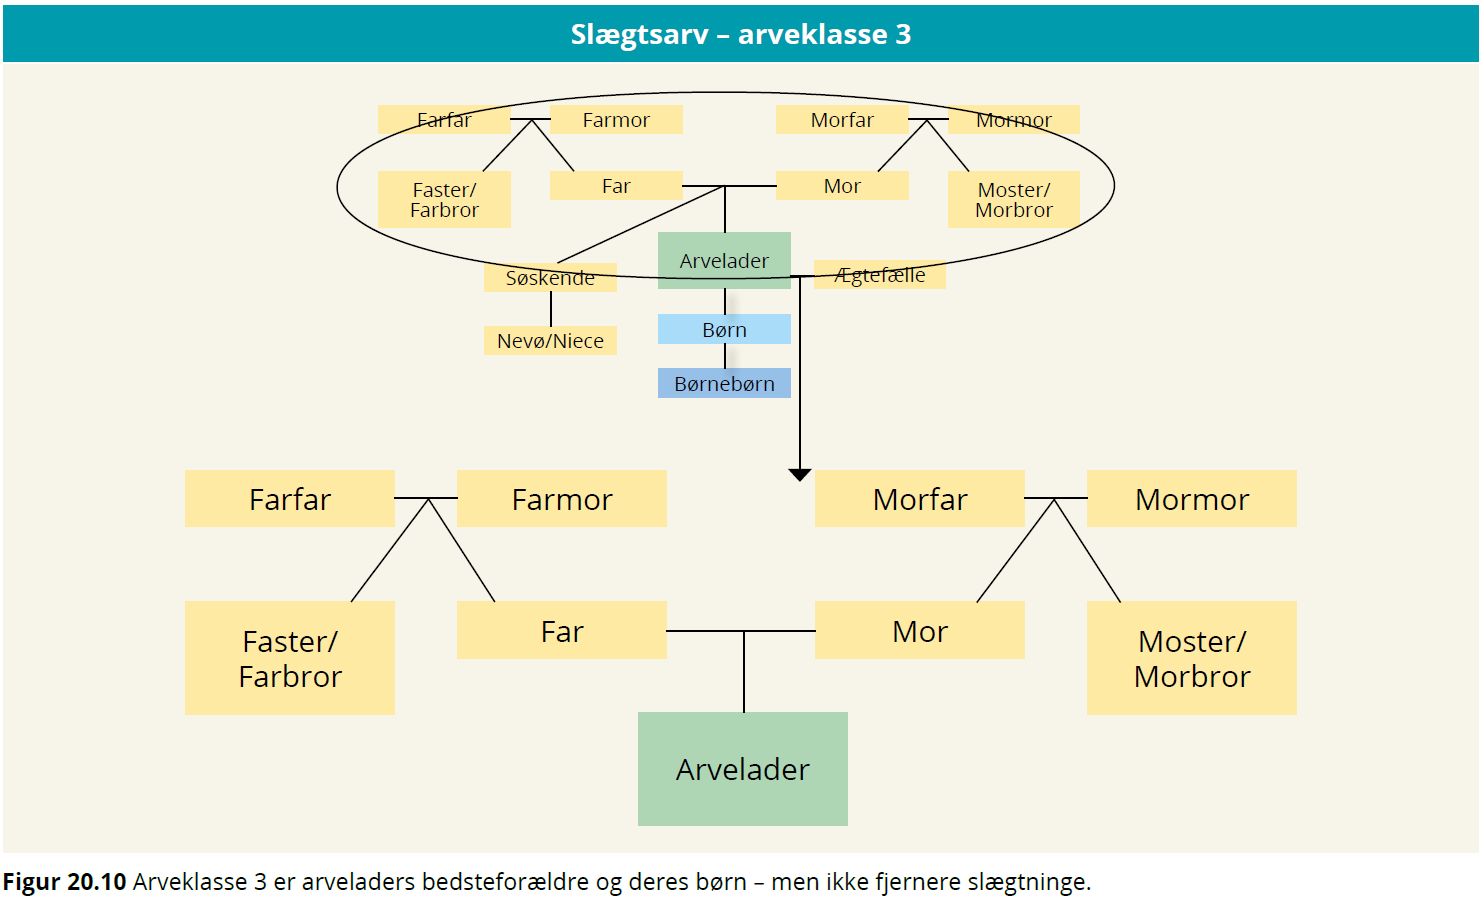 Slægtsarv – arveklasse 3
Farfar
Farmor
Morfar
Mormor
Faster/
Farbror
Far
Mor
Moster/
Morbror
Arvelader
Søskende
Ægtefælle
Nevø/Niece
Børn
Børnebørn
Farfar
Farmor
Morfar
Mormor
Faster/
Farbror
Far
Mor
Moster/
Morbror
Arvelader
Figur 20.10 Arveklasse 3 er arveladers bedsteforældre og deres børn – men ikke fjernere slægtninge.